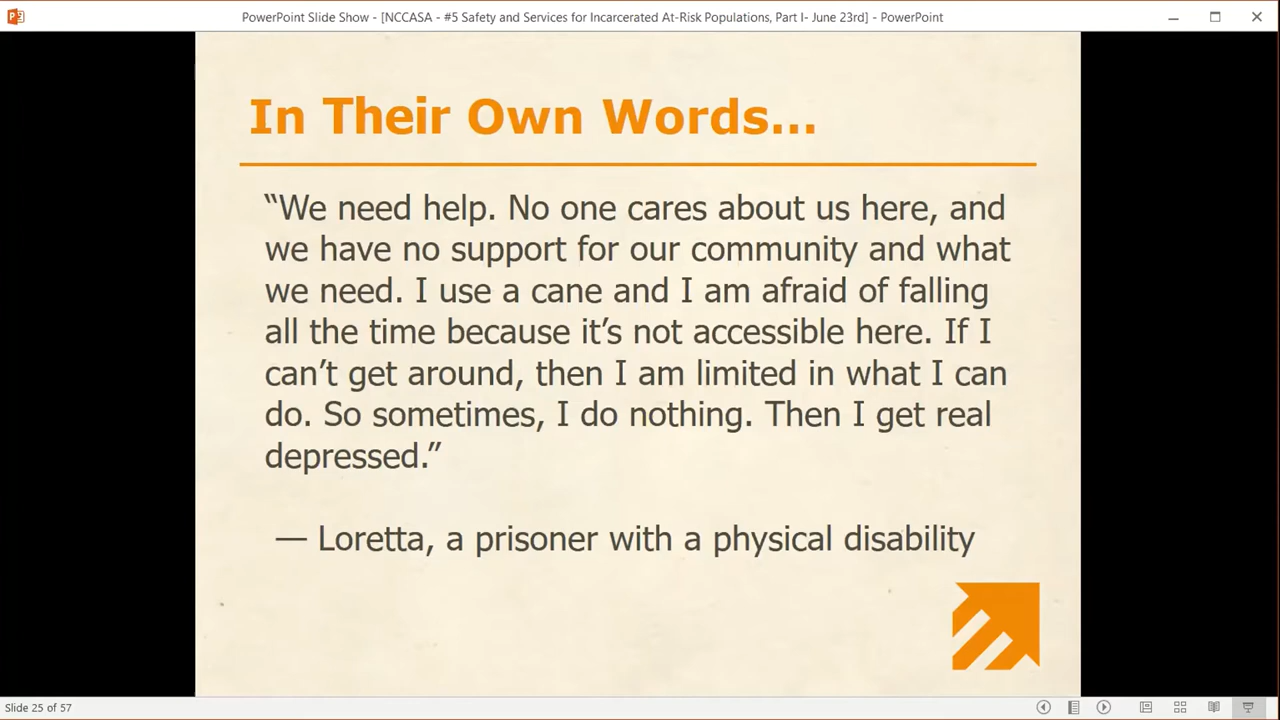 PowerPoint Slide Show - [NCCASA - #5 Safety and Services for Incarcerated At-Risk Populations, Part I- June 23rd] - PowerPoint
In Their Own Words...
“We need help. No one cares about us here, and
we have no support for our community and what
we need. I use a cane and I am afraid of falling
all the time because it’s not accessible here. If I
can’t get around, then I am limited in what I can
do. So sometimes, I do nothing. Then I get real
depressed.”
— Loretta, a prisoner with a physical disability
Slide 25 of 57